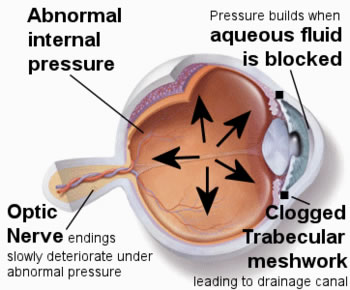 Abnormal
internal
pressure
Pressure builds when
aqueous fluid
is blocked
Optic
Nerve endings
slowly deteriorate under
abnormal pressure
Clogged
Trabecular
meshwork
leading to drainage canal